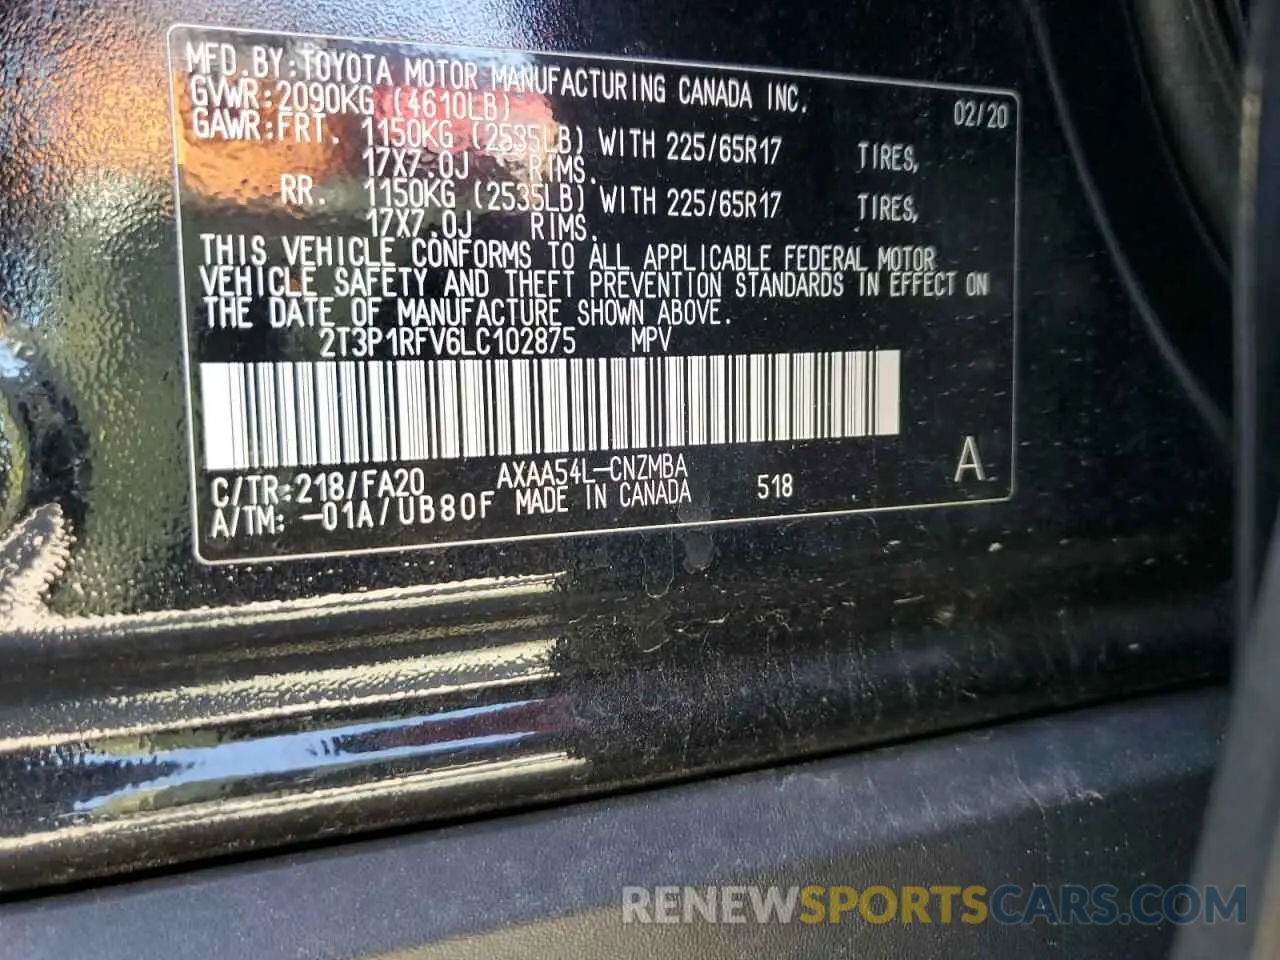 MFD.BY:TOYOTA MOTOR MANUFACTURING CANADA INC.
GVWR:2090KG (4610LB) 02/20
GAWR:FRT. 1150KG (2535LB) WITH 225/65R17 TIRES,
17X7.0J RIMS.
RR. 1150KG (2535LB) WITH 225/65R17 TIRES,
17X7.0J RIMS.
THIS VEHICLE CONFORMS TO ALL APPLICABLE FEDERAL MOTOR
VEHICLE SAFETY AND THEFT PREVENTION STANDARDS IN EFFECT ON
THE DATE OF MANUFACTURE SHOWN ABOVE.
2T3P1RFV6LC102875 MPV
C/TR:218/FA20 AXAA54L-CNZMBA
A/TM: -01A/UB80F MADE IN CANADA 518 A
RENEWSPORTSCARS.COM